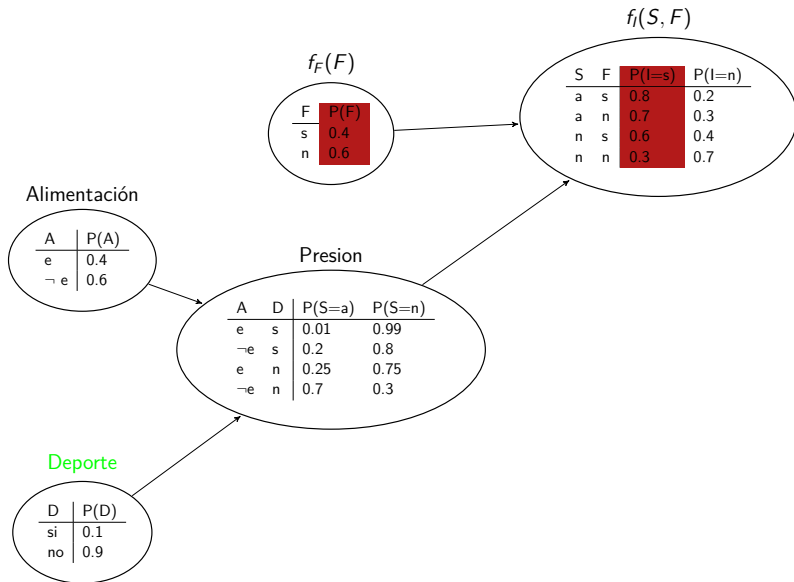 f_I(S, F)
S F P(I=s) P(I=n)
a s 0.8 0.2
a n 0.7 0.3
n s 0.6 0.4
n n 0.3 0.7
f_F(F)
F P(F)
s 0.4
n 0.6
Alimentación
A P(A)
e 0.4
¬ e 0.6
Presion
A D P(S=a) P(S=n)
e s 0.01 0.99
¬e s 0.2 0.8
e n 0.25 0.75
¬e n 0.7 0.3
Deporte
D P(D)
si 0.1
no 0.9